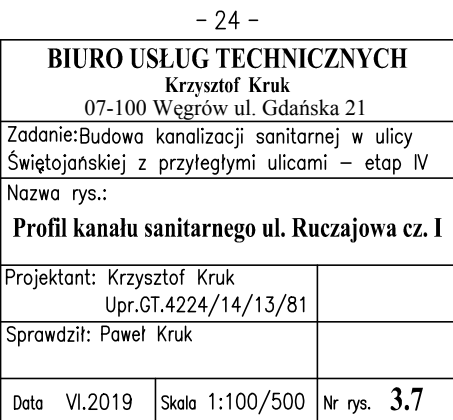 - 24 -
BIURO USŁUG TECHNICZNYCH
Krzysztof Kruk
07-100 Węgrów ul. Gdańska 21
Zadanie:Budowa kanalizacji sanitarnej w ulicy
Świętojańskiej z przyległymi ulicami – etap IV
Nazwa rys.:
Profil kanału sanitarnego ul. Ruczajowa cz. I
Projektant: Krzysztof Kruk
Upr.GT.4224/14/13/81
Sprawdził: Paweł Kruk
Data VI.2019 Skala 1:100/500 Nr rys. 3.7